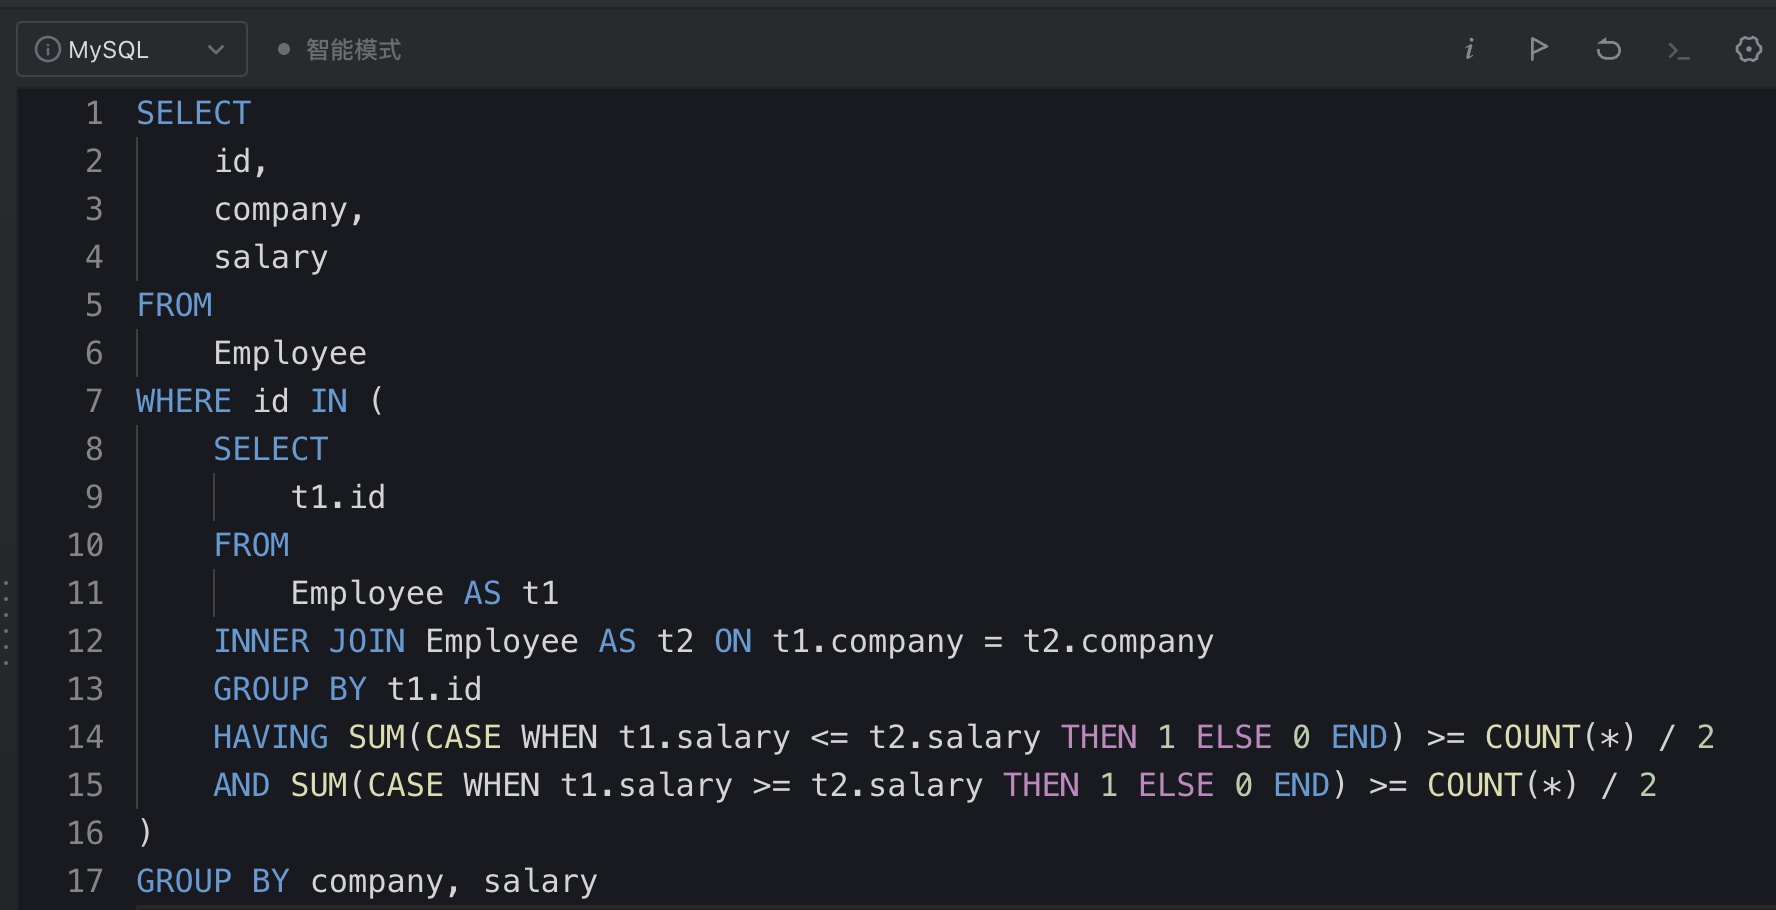 MySQL 智能模式
1 SELECT
2 id,
3 company,
4 salary
5 FROM
6 Employee
7 WHERE id IN (
8 SELECT
9 t1.id
10 FROM
11 Employee AS t1
12 INNER JOIN Employee AS t2 ON t1.company = t2.company
13 GROUP BY t1.id
14 HAVING SUM(CASE WHEN t1.salary <= t2.salary THEN 1 ELSE 0 END) >= COUNT(*) / 2
15 AND SUM(CASE WHEN t1.salary >= t2.salary THEN 1 ELSE 0 END) >= COUNT(*) / 2
16 )
17 GROUP BY company, salary